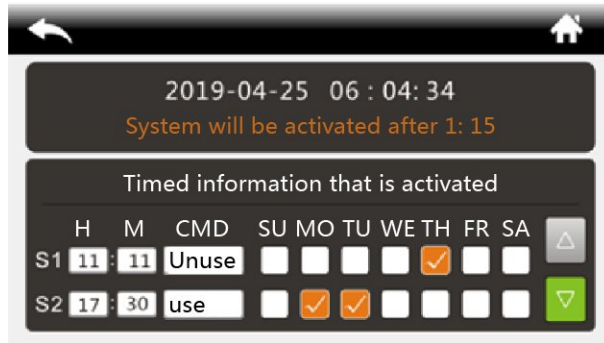 2019-04-25 06 : 04: 34
System will be activated after 1: 15
Timed information that is activated
H M CMD SU MO TU WE TH FR SA
S1 11 : 11 Unuse
S2 17 : 30 use